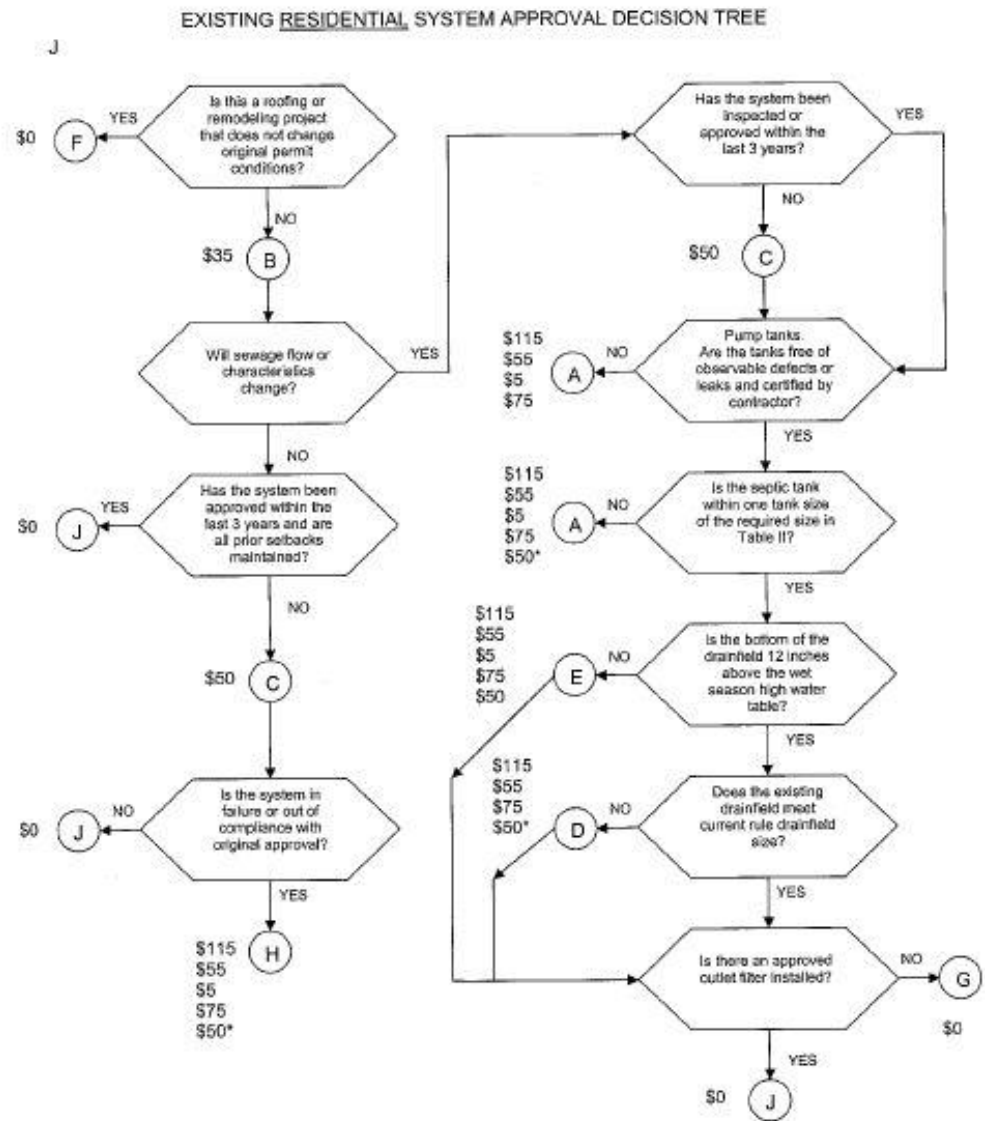 EXISTING RESIDENTIAL SYSTEM APPROVAL DECISION TREE
J
Is this a roofing or
remodeling project
that does not change
original permit
conditions?
YES
$0
F
NO
$35
B
Will sewage flow or
characteristics
change?
YES
NO
Has the system been
approved within the
last 3 years and are
all prior setbacks
maintained?
YES
$0
J
NO
$50
C
Is the system in
failure or out of
compliance with
original approval?
NO
$0
J
YES
$115
$55
$5
$75
$50*
H
Has the system been
inspected or
approved within the
last 3 years?
YES
NO
$50
C
Pump tanks.
Are the tanks free of
observable defects or
leaks and certified by
contractor?
NO
$115
$55
$5
$75
A
YES
Is the septic tank
within one tank size
of the required size in
Table II?
NO
$115
$55
$5
$75
$50*
A
YES
Is the bottom of the
drainfield 12 inches
above the wet
season high water
table?
NO
$115
$55
$5
$75
$50
E
YES
Does the existing
drainfield meet
current rule drainfield
size?
NO
$115
$55
$75
$50*
D
YES
Is there an approved
outlet filter installed?
NO
G
$0
YES
$0
J